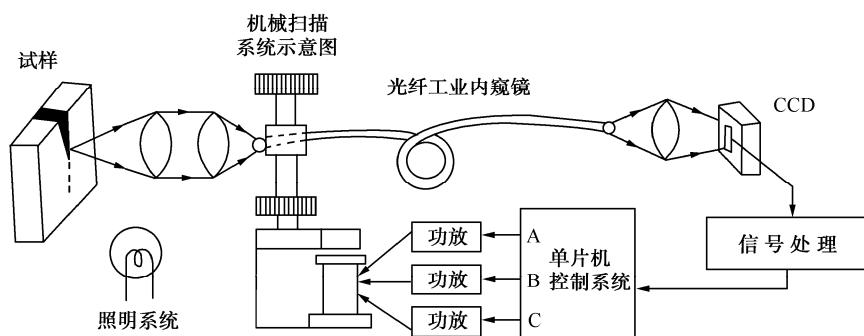 机械扫描
系统示意图
试样
光纤工业内窥镜
CCD
功放
A
功放
B
功放
C
单片机
控制系统
信号处理
照明系统